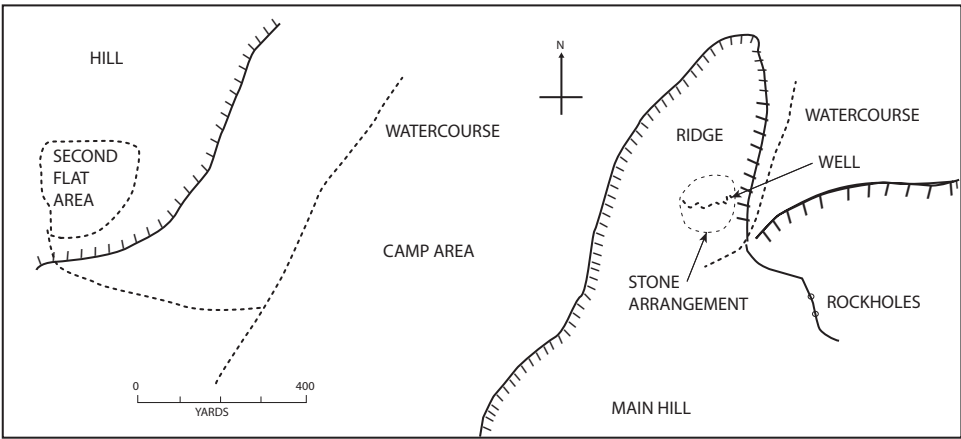 HILL
N
WATERCOURSE
RIDGE
WATERCOURSE
SECOND
FLAT
AREA
WELL
CAMP AREA
STONE
ARRANGEMENT
ROCKHOLES
0
400
YARDS
MAIN HILL